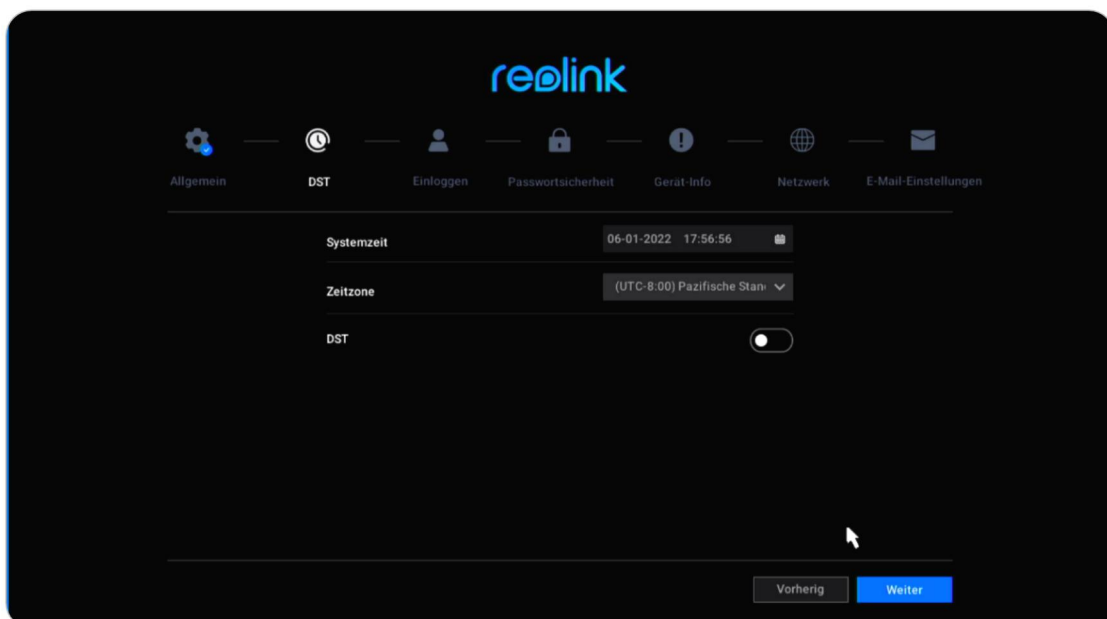 reolink
Allgemein DST Einloggen Passwortsicherheit Gerät-Info Netzwerk E-Mail-Einstellungen
Systemzeit 06-01-2022 17:56:56
Zeitzone (UTC-8:00) Pazifische Stan
DST
Vorherig Weiter